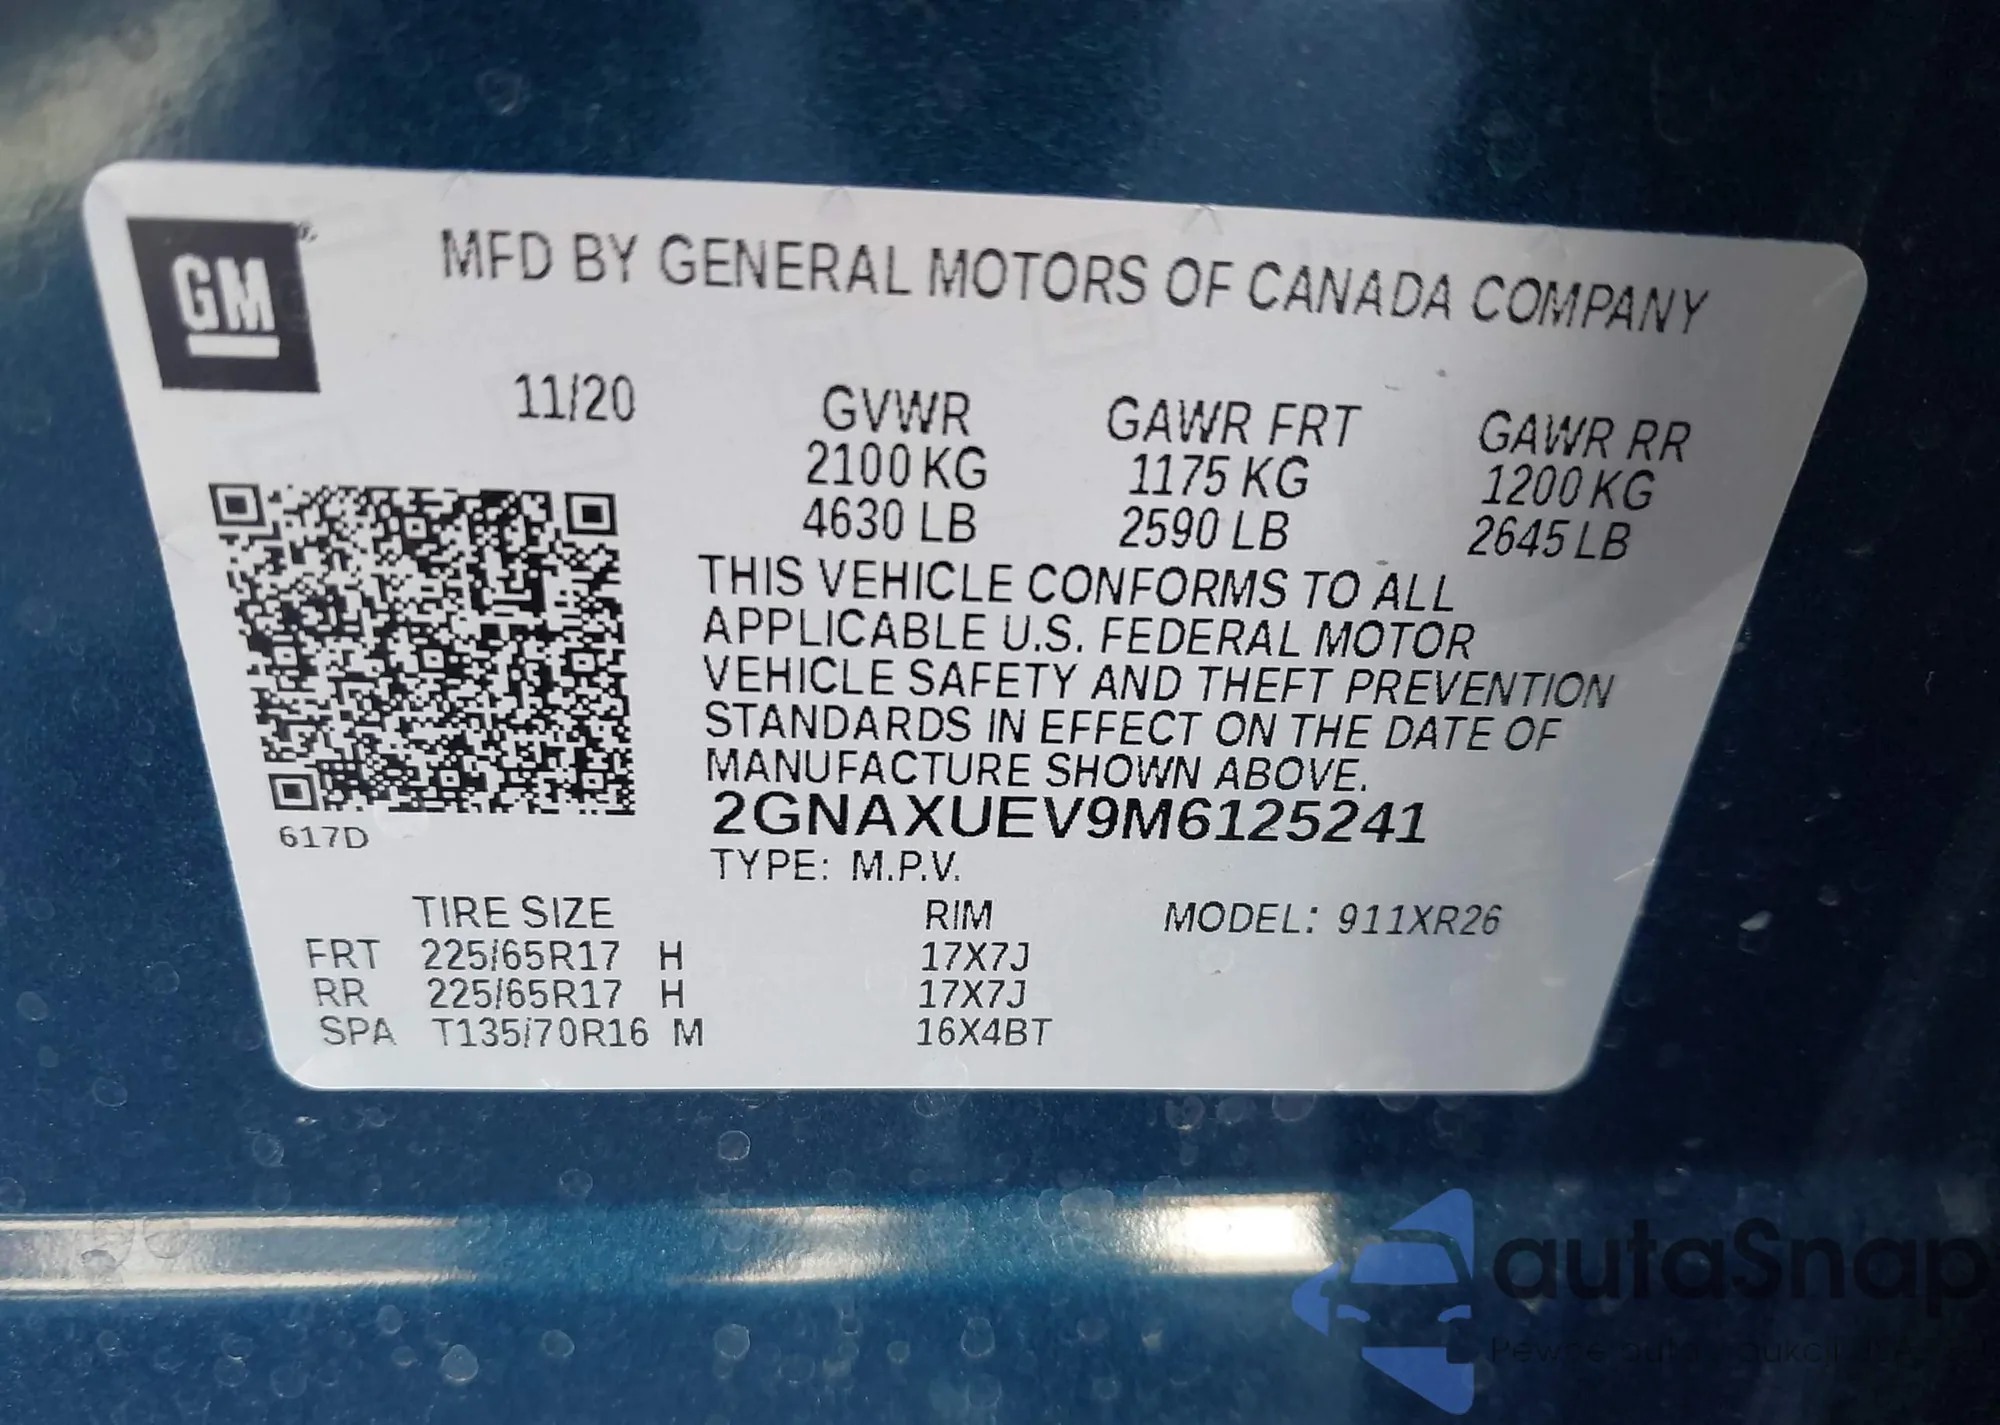 GM
MFD BY GENERAL MOTORS OF CANADA COMPANY
11/20 GVWR GAWR FRT GAWR RR
2100 KG 1175 KG 1200 KG
4630 LB 2590 LB 2645 LB
THIS VEHICLE CONFORMS TO ALL
APPLICABLE U.S. FEDERAL MOTOR
VEHICLE SAFETY AND THEFT PREVENTION
STANDARDS IN EFFECT ON THE DATE OF
MANUFACTURE SHOWN ABOVE.
2GNAXUEV9M6125241
617D
TYPE: M.P.V.
TIRE SIZE RIM MODEL: 911XR26
FRT 225/65R17 H 17X7J
RR 225/65R17 H 17X7J
SPA T135/70R16 M 16X4BT
autaSnap
Pewne auta